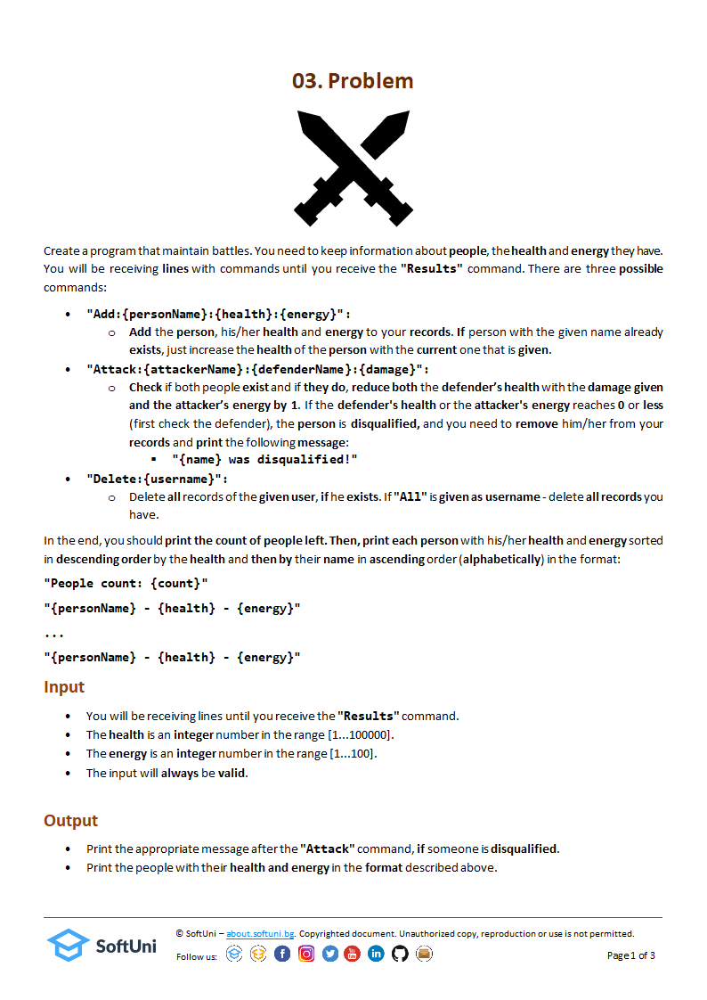 03. Problem
Create a program that maintain battles. You need to keep information about people, the health and energy they have.
You will be receiving lines with commands until you receive the "Results" command. There are three possible
commands:
• "Add:{personName}:{health}:{energy}":
o Add the person, his/her health and energy to your records. If person with the given name already
exists, just increase the health of the person with the current one that is given.
• "Attack:{attackerName}:{defenderName}:{damage}":
o Check if both people exist and if they do, reduce both the defender's health with the damage given
and the attacker's energy by 1. If the defender's health or the attacker's energy reaches 0 or less
(first check the defender), the person is disqualified, and you need to remove him/her from your
records and print the following message:
▪ "{name} was disqualified!"
• "Delete:{username}":
o Delete all records of the given user, if he exists. If "All" is given as username - delete all records you
have.
In the end, you should print the count of people left. Then, print each person with his/her health and energy sorted
in descending order by the health and then by their name in ascending order (alphabetically) in the format:
"People count: {count}"
"{personName} - {health} - {energy}"
...
"{personName} - {health} - {energy}"
Input
• You will be receiving lines until you receive the "Results" command.
• The health is an integer number in the range [1...100000].
• The energy is an integer number in the range [1...100].
• The input will always be valid.
Output
• Print the appropriate message after the "Attack" command, if someone is disqualified.
• Print the people with their health and energy in the format described above.
SoftUni
© SoftUni – about.softuni.bg. Copyrighted document. Unauthorized copy, reproduction or use is not permitted.
Follow us:
Page 1 of 3